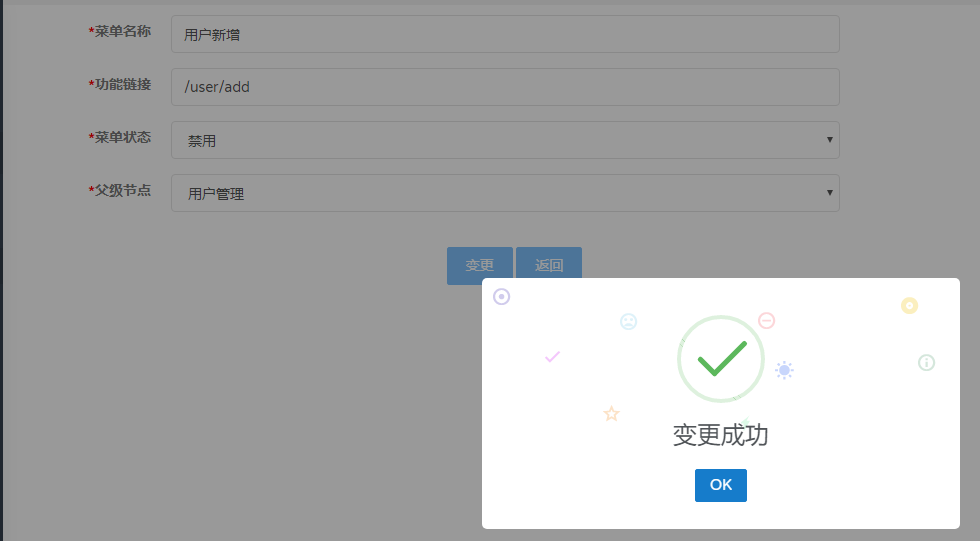 *菜单名称 用户新增
*功能链接 /user/add
*菜单状态 禁用
*父级节点 用户管理
变更 返回
变更成功
OK